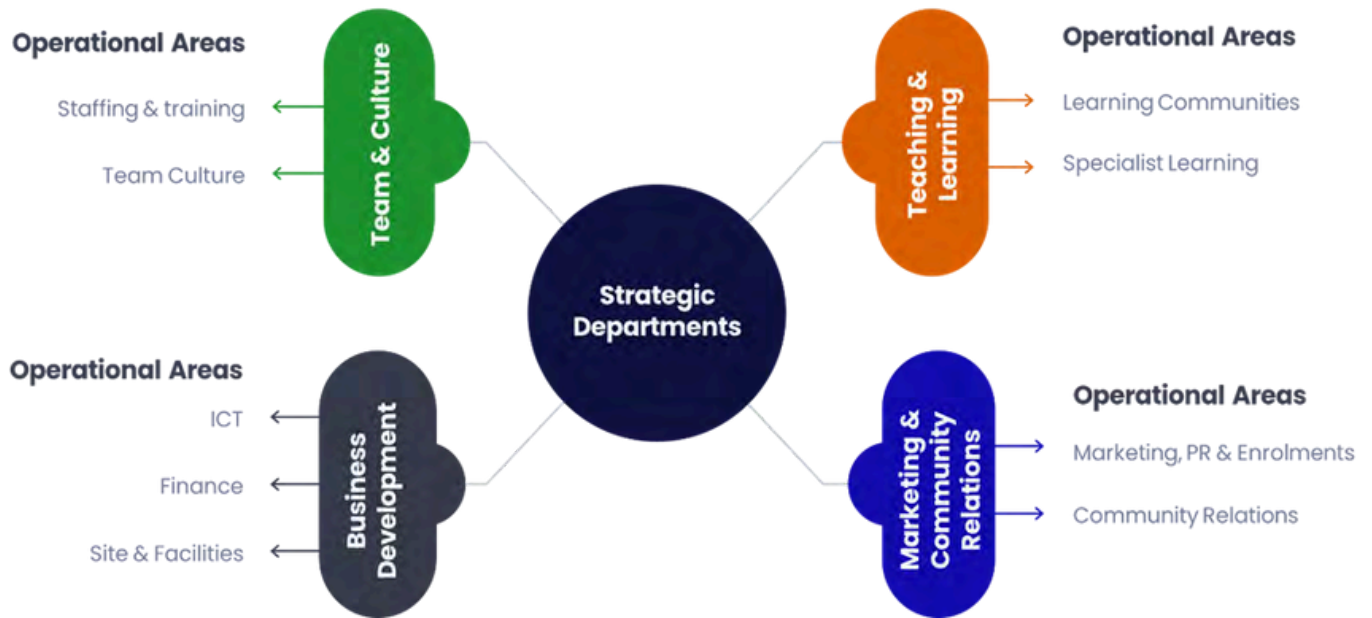 Operational Areas
Staffing & training
Team Culture
Team & Culture
Operational Areas
Learning Communities
Specialist Learning
Teaching &
Learning
Strategic
Departments
Operational Areas
ICT
Finance
Site & Facilities
Business
Development
Operational Areas
Marketing, PR & Enrolments
Community Relations
Marketing &
Community
Relations